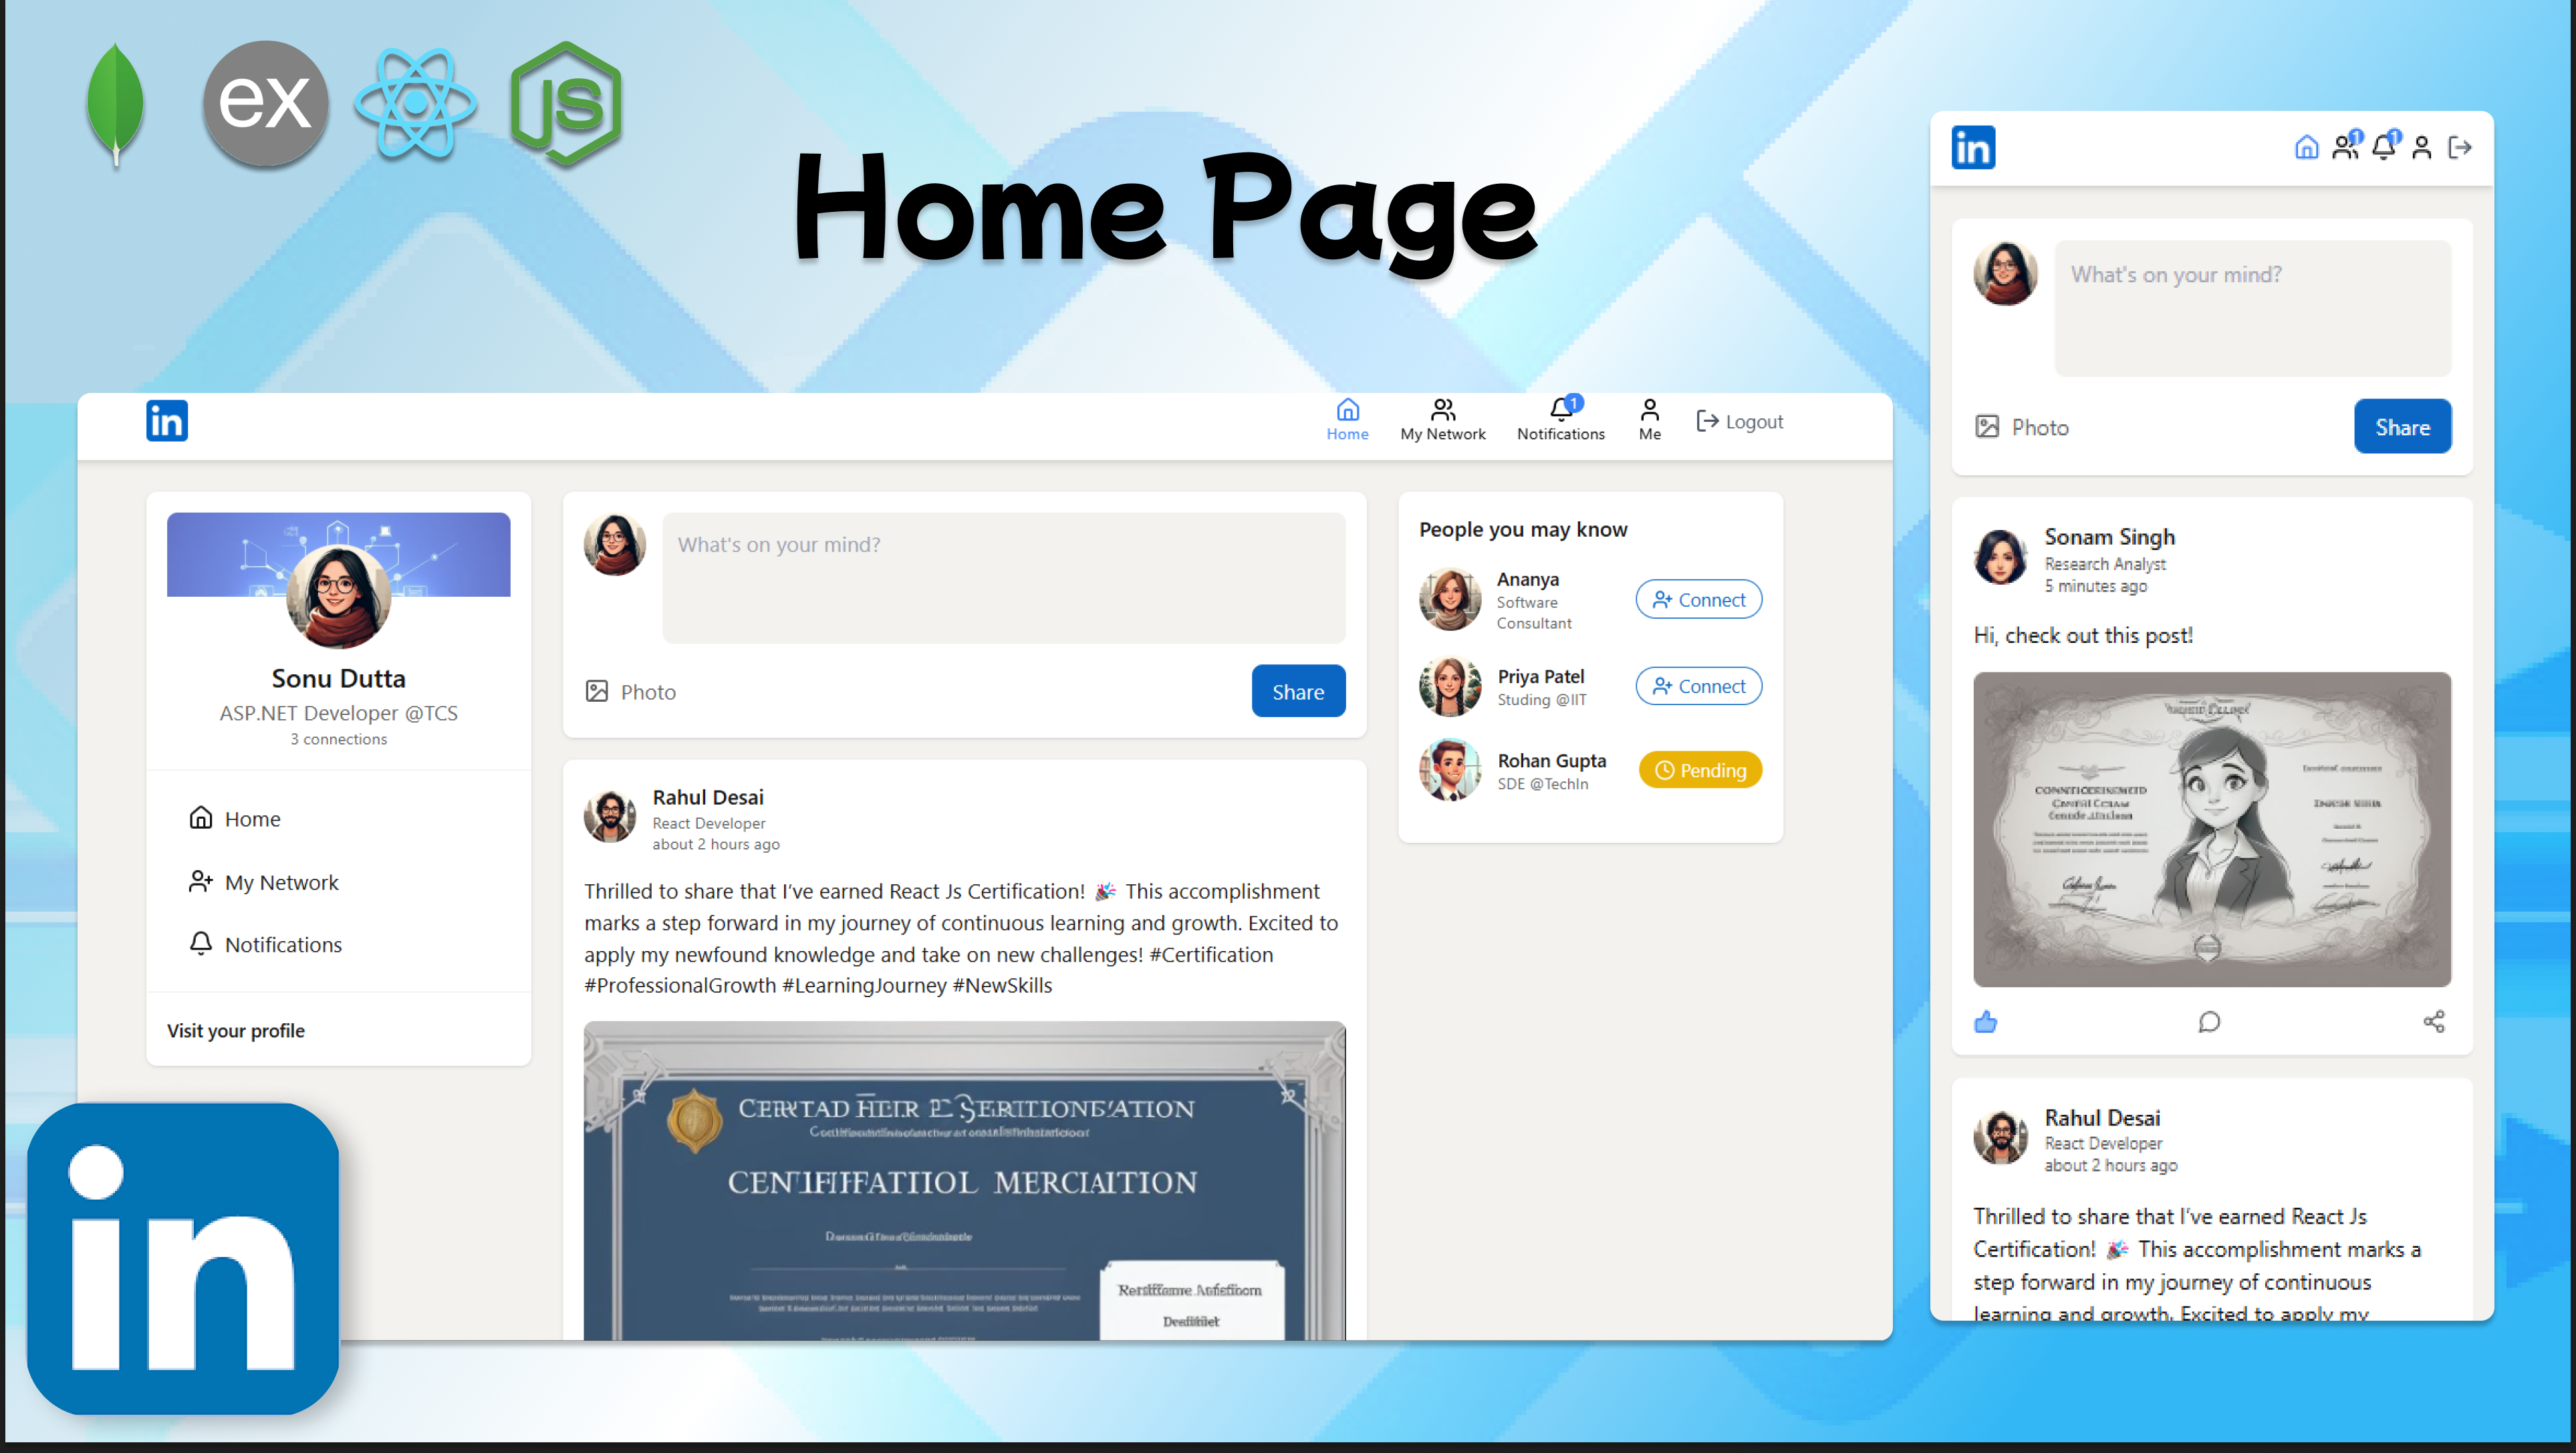 ex
JS
Home Page
in
Home
My Network
1
Notifications
Me
Logout
Sonu Dutta
ASP.NET Developer @TCS
3 connections
Home
My Network
Notifications
Visit your profile
What's on your mind?
Photo
Share
Rahul Desai
React Developer
about 2 hours ago
Thrilled to share that I've earned React Js Certification! 🎉 This accomplishment
marks a step forward in my journey of continuous learning and growth. Excited to
apply my newfound knowledge and take on new challenges! #Certification
#ProfessionalGrowth #LearningJourney #NewSkills
People you may know
Ananya
Software
Consultant
Connect
Priya Patel
Studing @IIT
Connect
Rohan Gupta
SDE @TechIn
Pending
in
in
1
1
What's on your mind?
Photo
Share
Sonam Singh
Research Analyst
5 minutes ago
Hi, check out this post!
Rahul Desai
React Developer
about 2 hours ago
Thrilled to share that I've earned React Js
Certification! 🎉 This accomplishment marks a
step forward in my journey of continuous
learning and growth. Excited to apply my